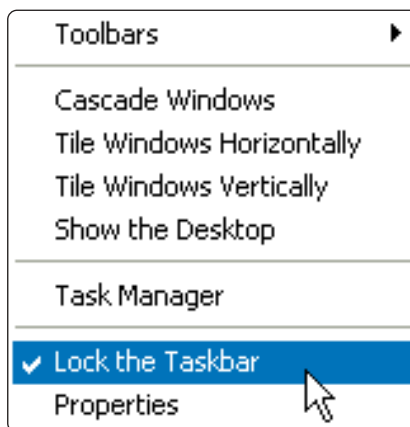 Toolbars
Cascade Windows
Tile Windows Horizontally
Tile Windows Vertically
Show the Desktop
Task Manager
Lock the Taskbar
Properties